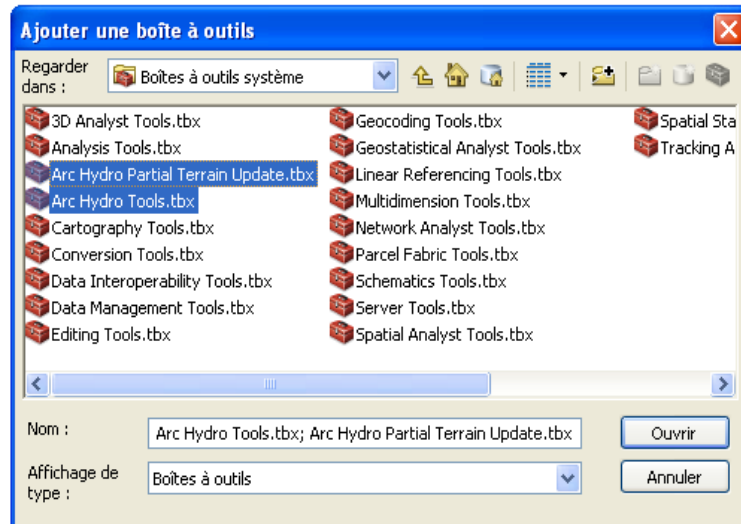 Ajouter une boîte à outils
Regarder
dans :
Boîtes à outils système
3D Analyst Tools.tbx
Analysis Tools.tbx
Arc Hydro Partial Terrain Update.tbx
Arc Hydro Tools.tbx
Cartography Tools.tbx
Conversion Tools.tbx
Data Interoperability Tools.tbx
Data Management Tools.tbx
Editing Tools.tbx
Geocoding Tools.tbx
Geostatistical Analyst Tools.tbx
Linear Referencing Tools.tbx
Multidimension Tools.tbx
Network Analyst Tools.tbx
Parcel Fabric Tools.tbx
Schematics Tools.tbx
Server Tools.tbx
Spatial Analyst Tools.tbx
Spatial Sta
Tracking A
Nom :
Arc Hydro Tools.tbx; Arc Hydro Partial Terrain Update.tbx
Ouvrir
Affichage de
type :
Boîtes à outils
Annuler